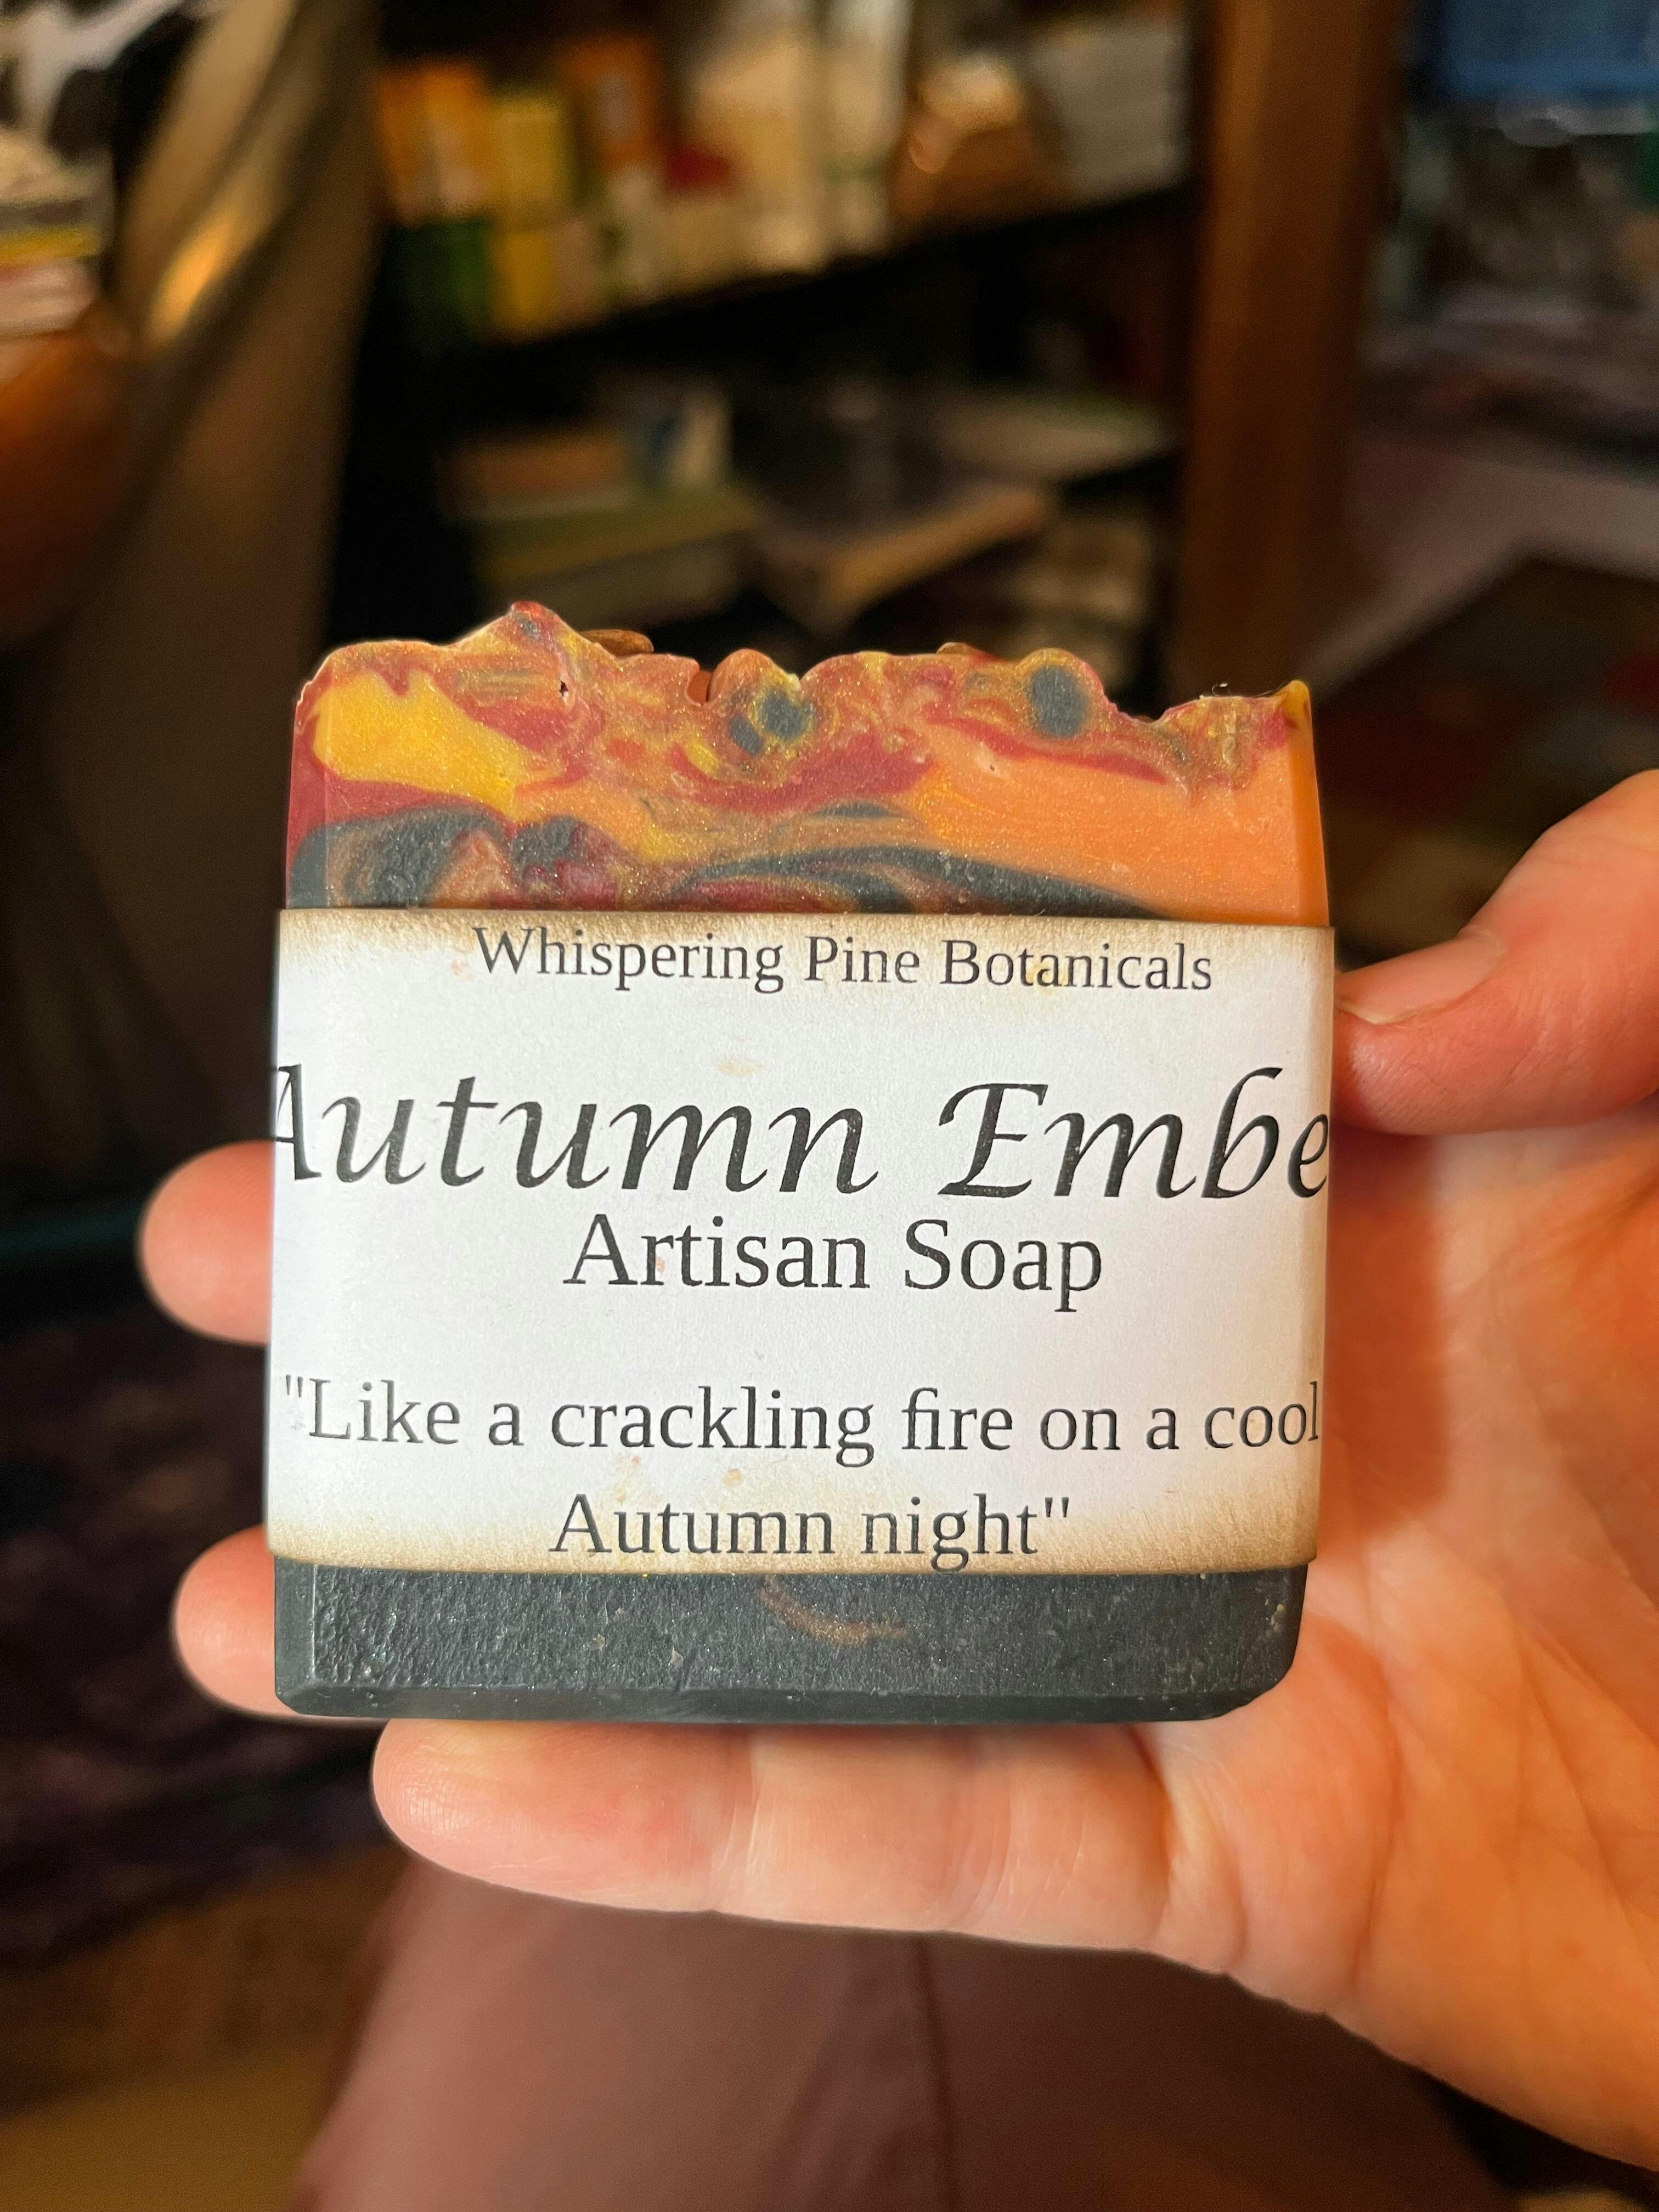 Whispering Pine Botanicals
Autumn Embe
Artisan Soap
"Like a crackling fire on a cool
Autumn night"